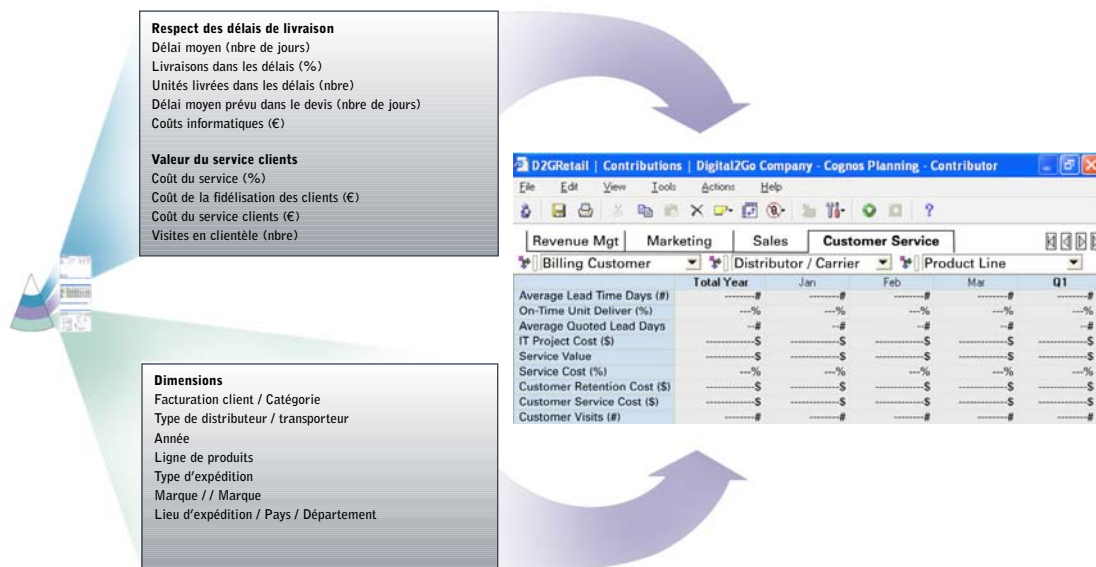 Respect des délais de livraison
Délai moyen (nbre de jours)
Livraisons dans les délais (%)
Unités livrées dans les délais (nbre)
Délai moyen prévu dans le devis (nbre de jours)
Coûts informatiques (€)
Valeur du service clients
Coût du service (%)
Coût de la fidélisation des clients (€)
Coût du service clients (€)
Visites en clientèle (nbre)
Dimensions
Facturation client / Catégorie
Type de distributeur / transporteur
Année
Ligne de produits
Type d'expédition
Marque / / Marque
Lieu d'expédition / Pays / Département
D2GRetail | Contributions | Digital2Go Company - Cognos Planning - Contributor
File Edit View Tools Actions Help
Revenue Mgt Marketing Sales Customer Service
Billing Customer Distributor / Carrier Product Line
Total Year Jan Feb Mar Q1
Average Lead Time Days (#) -------# -------# -------# -------# -------#
On-Time Unit Deliver (%) ---% ---% ---% ---% ---%
Average Quoted Lead Days --# --# --# --# --#
IT Project Cost ($) -----------$ -----------$ -----------$ -----------$ -----------$
Service Value -----------$ -----------$ -----------$ -----------$ -----------$
Service Cost (%) ---% ---% ---% ---% ---%
Customer Retention Cost ($) -----------$ -----------$ -----------$ -----------$ -----------$
Customer Service Cost ($) -----------$ -----------$ -----------$ -----------$ -----------$
Customer Visits (#) -------# -------# -------# -------# -------#